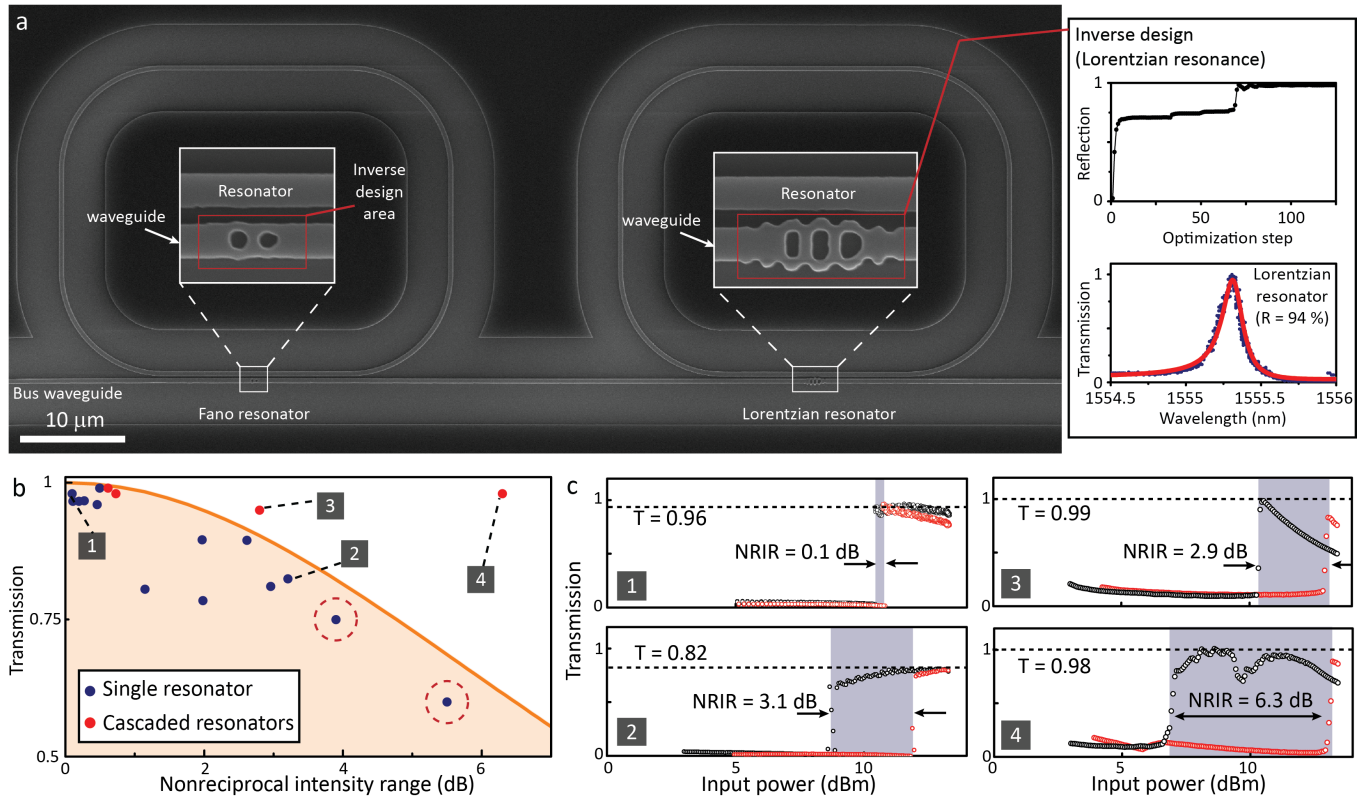 a
Resonator
waveguide
Inverse
design
area
Resonator
waveguide
Bus waveguide
10 μm
Fano resonator
Lorentzian resonator
Inverse design
(Lorentzian resonance)
Reflection
1
0
0 50 100
Optimization step
Transmission
1
0
Lorentzian
resonator
(R = 94 %)
1554.5 1555 1555.5 1556
Wavelength (nm)
b
Transmission
1
0.75
0.5
1
2
3
4
Single resonator
Cascaded resonators
0 2 4 6
Nonreciprocal intensity range (dB)
c
Transmission
1
T = 0.96
NRIR = 0.1 dB
1
0
1
T = 0.82
NRIR = 3.1 dB
2
0
5 10
Input power (dBm)
1
T = 0.99
NRIR = 2.9 dB
3
0
1
T = 0.98
NRIR = 6.3 dB
4
0
0 5 10
Input power (dBm)